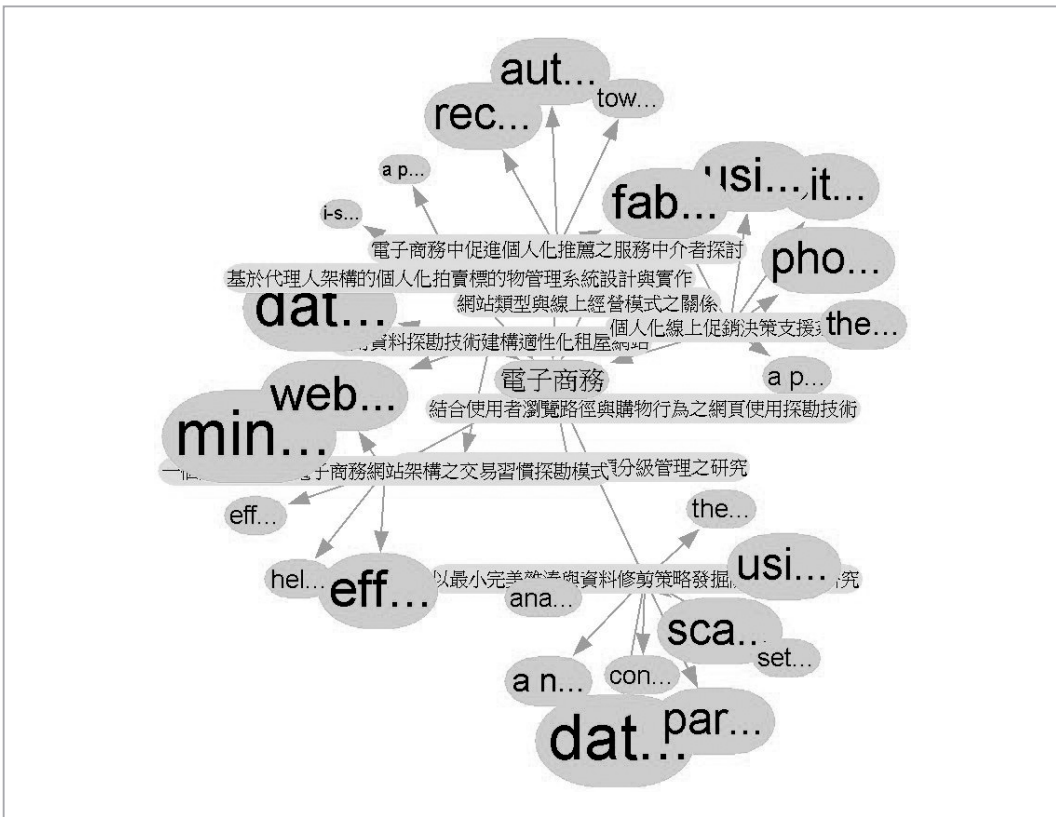 aut...
tow...
rec...
a p...
usi...
it...
fab...
i-s...
電子商務中促進個人化推薦之服務中介者探討
pho...
基於代理人架構的個人化拍賣標的物管理系統設計與實作
網站類型與線上經營模式之關係
dat...
個人化線上促銷決策支援
the...
資料探勘技術建構適性化租屋網站
電子商務
a p...
web...
結合使用者瀏覽路徑與購物行為之網頁使用探勘技術
min...
一個
子商務網站架構之交易習慣探勘模式
分級管理之研究
eff...
the...
hel...
eff...
以最小完美雜湊與資料修剪策略發掘
usi...
究
ana...
sca...
set...
a n...
con...
dat...
par...